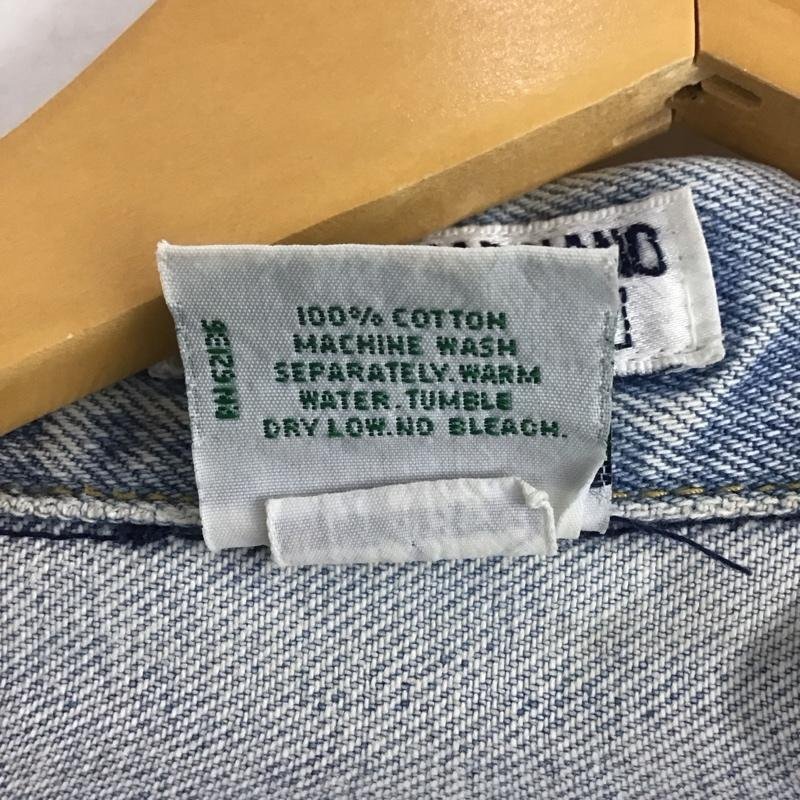 100% COTTON
MACHINE WASH
SEPARATELY.WARM
WATER.TUMBLE
DRY LOW.NO BLEACH.